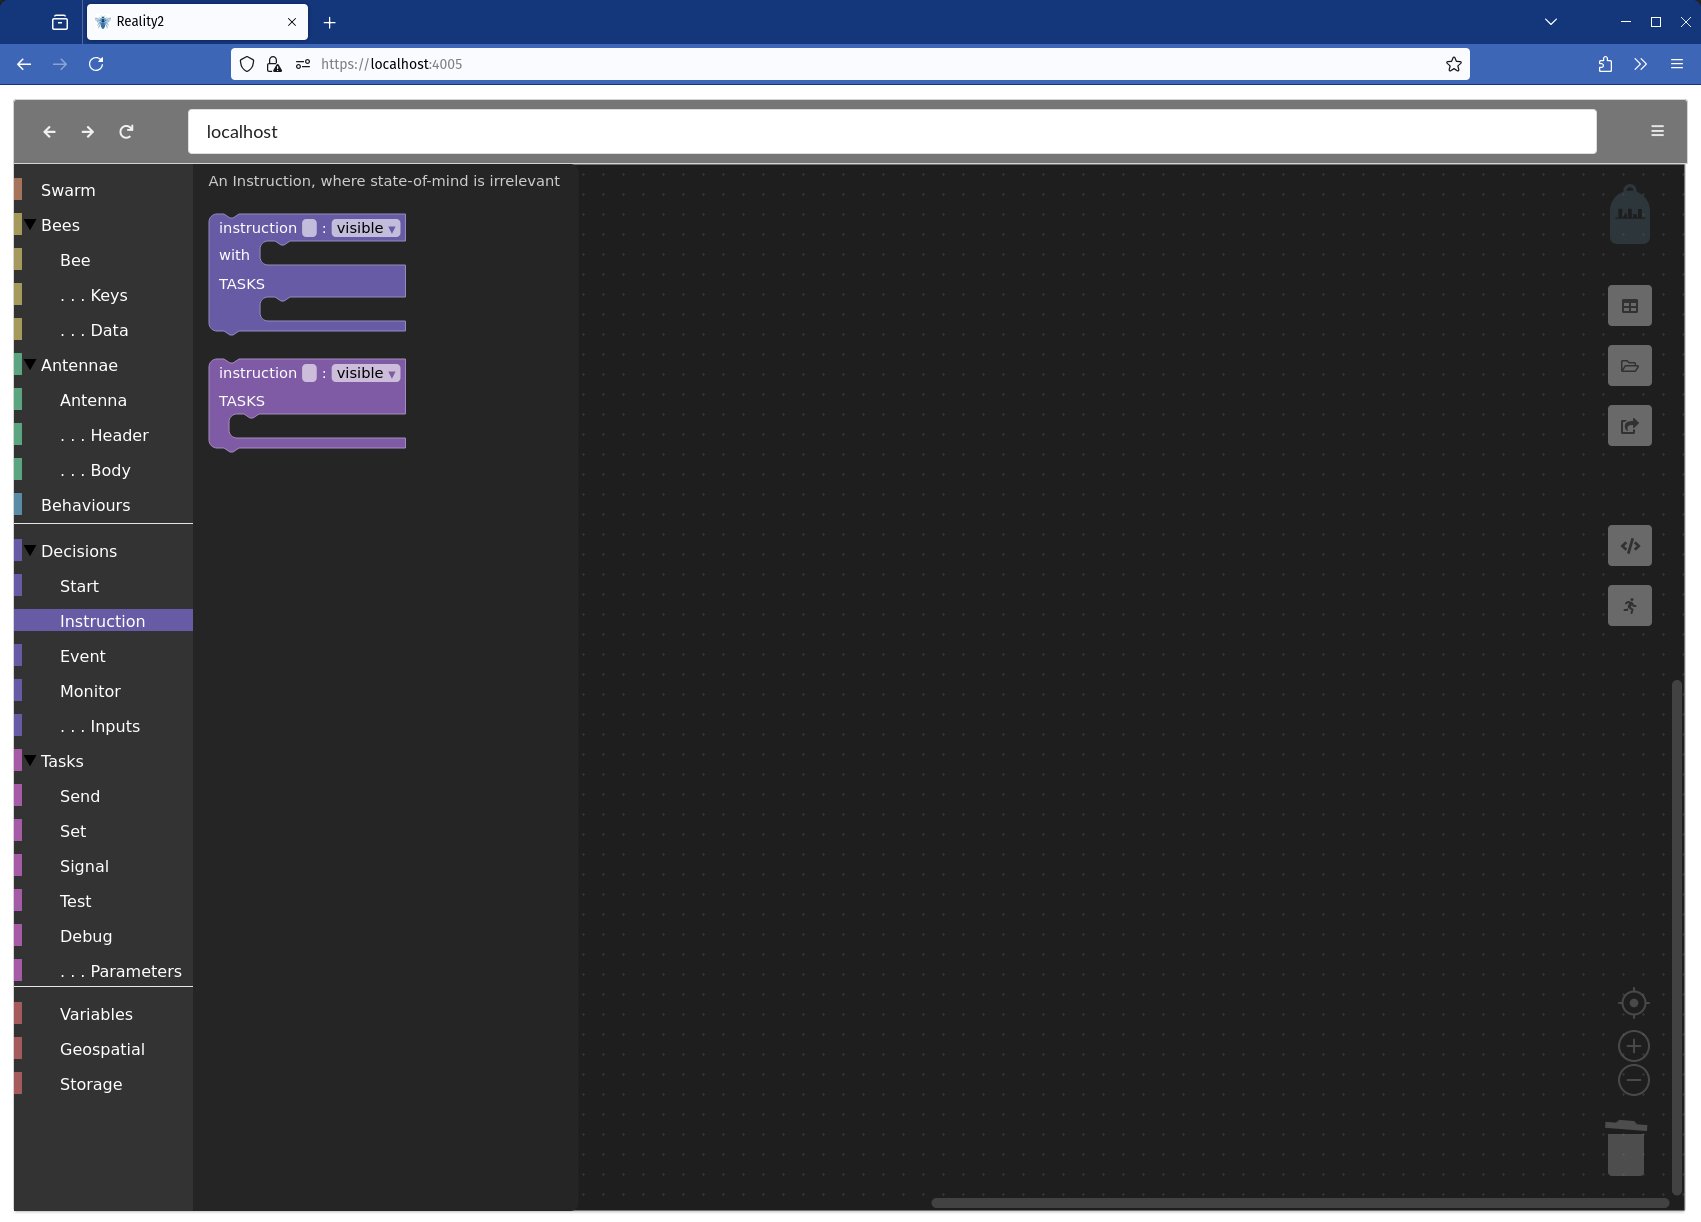 Reality2
https://localhost:4005
localhost
Swarm
Bees
Bee
. . . Keys
. . . Data
Antennae
Antenna
. . . Header
. . . Body
Behaviours
Decisions
Start
Instruction
Event
Monitor
. . . Inputs
Tasks
Send
Set
Signal
Test
Debug
. . . Parameters
Variables
Geospatial
Storage
An Instruction, where state-of-mind is irrelevant
instruction : visible ▾
with
TASKS
instruction : visible ▾
TASKS